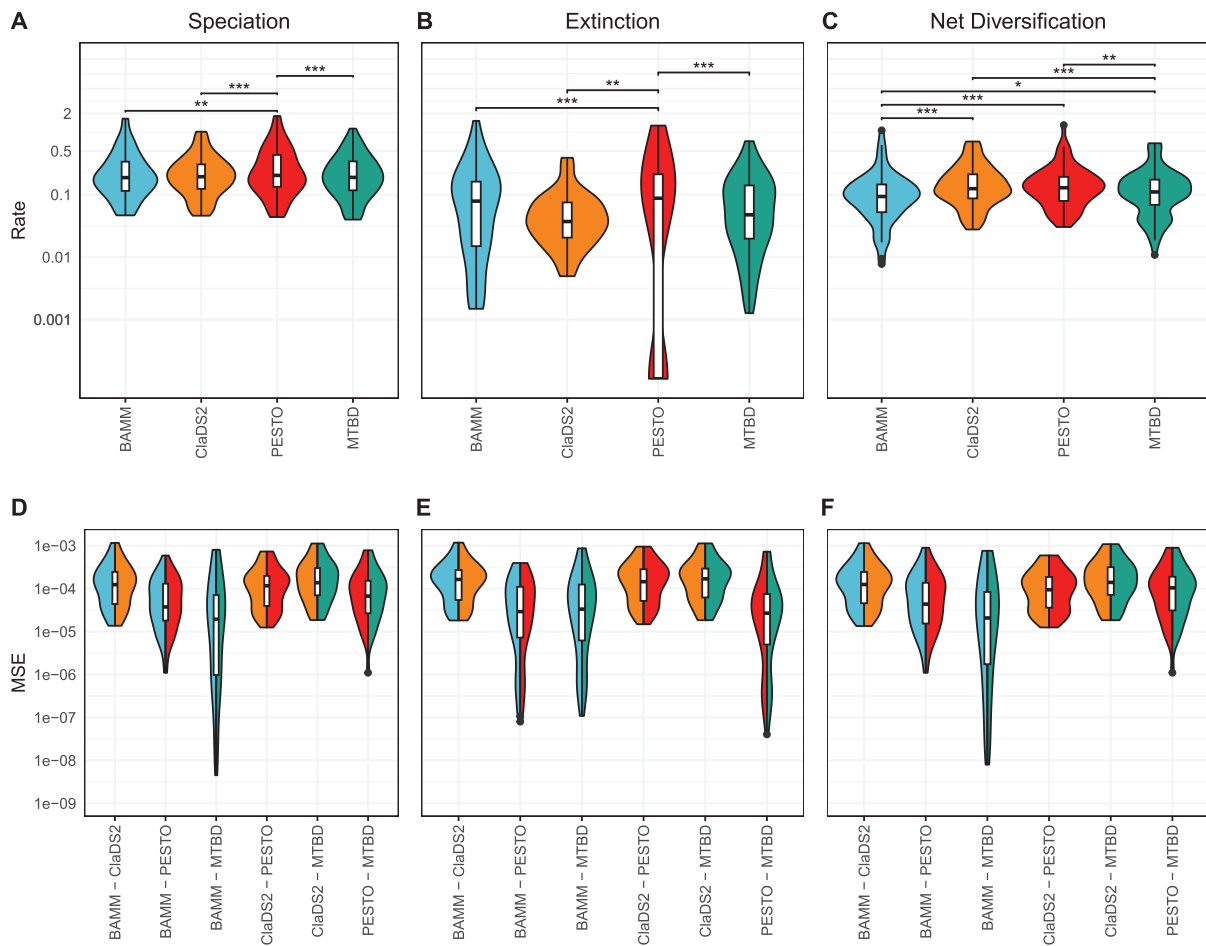 A Speciation
B Extinction
C Net Diversification
Rate
2
0.5
0.1
0.01
0.001
***
***
**
***
**
***
**
***
*
***
***
BAMM ClaDS2 PESTO MTBD
BAMM ClaDS2 PESTO MTBD
BAMM ClaDS2 PESTO MTBD
D
E
F
MSE
1e−03
1e−04
1e−05
1e−06
1e−07
1e−08
1e−09
BAMM − ClaDS2
BAMM − PESTO
BAMM − MTBD
ClaDS2 − PESTO
ClaDS2 − MTBD
PESTO − MTBD
BAMM − ClaDS2
BAMM − PESTO
BAMM − MTBD
ClaDS2 − PESTO
ClaDS2 − MTBD
PESTO − MTBD
BAMM − ClaDS2
BAMM − PESTO
BAMM − MTBD
ClaDS2 − PESTO
ClaDS2 − MTBD
PESTO − MTBD